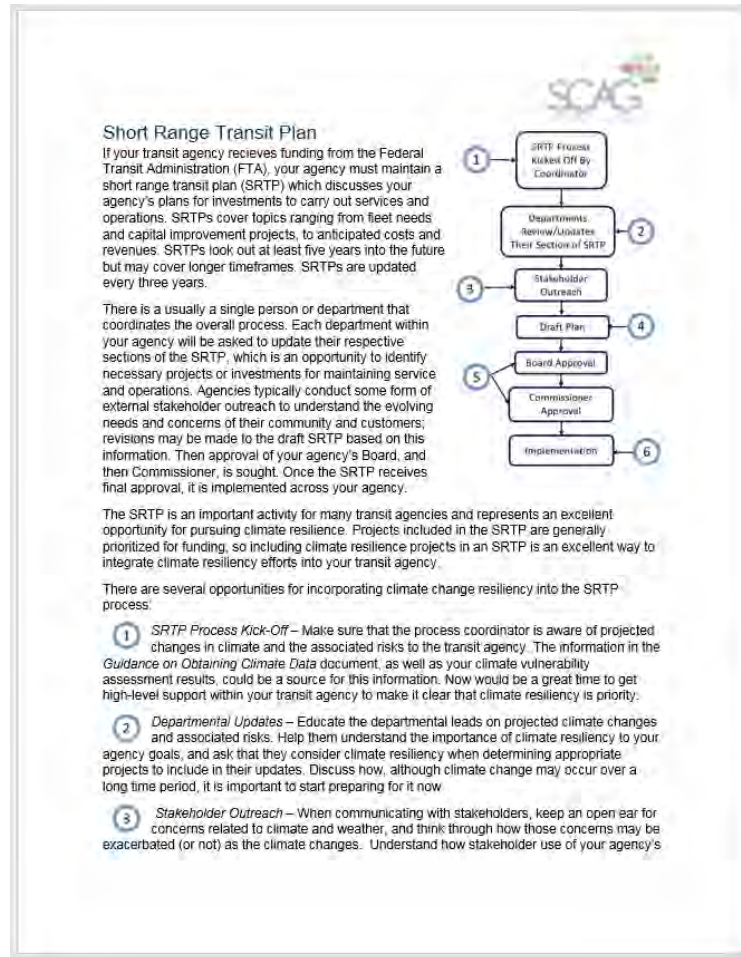 SCAG
Short Range Transit Plan
If your transit agency recieves funding from the Federal
Transit Administration (FTA), your agency must maintain a
short range transit plan (SRTP) which discusses your
agency's plans for investments to carry out services and
operations. SRTPs cover topics ranging from fleet needs
and capital improvement projects, to anticipated costs and
revenues. SRTPs look out at least five years into the future
but may cover longer timeframes. SRTPs are updated
every three years.
There is a usually a single person or department that
coordinates the overall process. Each department within
your agency will be asked to update their respective
sections of the SRTP, which is an opportunity to identify
necessary projects or investments for maintaining service
and operations. Agencies typically conduct some form of
external stakeholder outreach to understand the evolving
needs and concerns of their community and customers;
revisions may be made to the draft SRTP based on this
information. Then approval of your agency's Board, and
then Commissioner, is sought. Once the SRTP receives
final approval, it is implemented across your agency.
1
SRTP Process
Kicked Off By
Coordinator
Departments
Review/Updates
Their Section of SRTP
2
3
Stakeholder
Outreach
Draft Plan
4
5
Board Approval
Commissioner
Approval
Implementation
6
The SRTP is an important activity for many transit agencies and represents an excellent
opportunity for pursuing climate resilience. Projects included in the SRTP are generally
prioritized for funding, so including climate resilience projects in an SRTP is an excellent way to
integrate climate resiliency efforts into your transit agency.
There are several opportunities for incorporating climate change resiliency into the SRTP
process:
1 SRTP Process Kick-Off – Make sure that the process coordinator is aware of projected
changes in climate and the associated risks to the transit agency. The information in the
Guidance on Obtaining Climate Data document, as well as your climate vulnerability
assessment results, could be a source for this information. Now would be a great time to get
high-level support within your transit agency to make it clear that climate resiliency is priority.
2 Departmental Updates – Educate the departmental leads on projected climate changes
and associated risks. Help them understand the importance of climate resiliency to your
agency goals, and ask that they consider climate resiliency when determining appropriate
projects to include in their updates. Discuss how, although climate change may occur over a
long time period, it is important to start preparing for it now
3 Stakeholder Outreach – When communicating with stakeholders, keep an open ear for
concerns related to climate and weather, and think through how those concerns may be
exacerbated (or not) as the climate changes. Understand how stakeholder use of your agency's